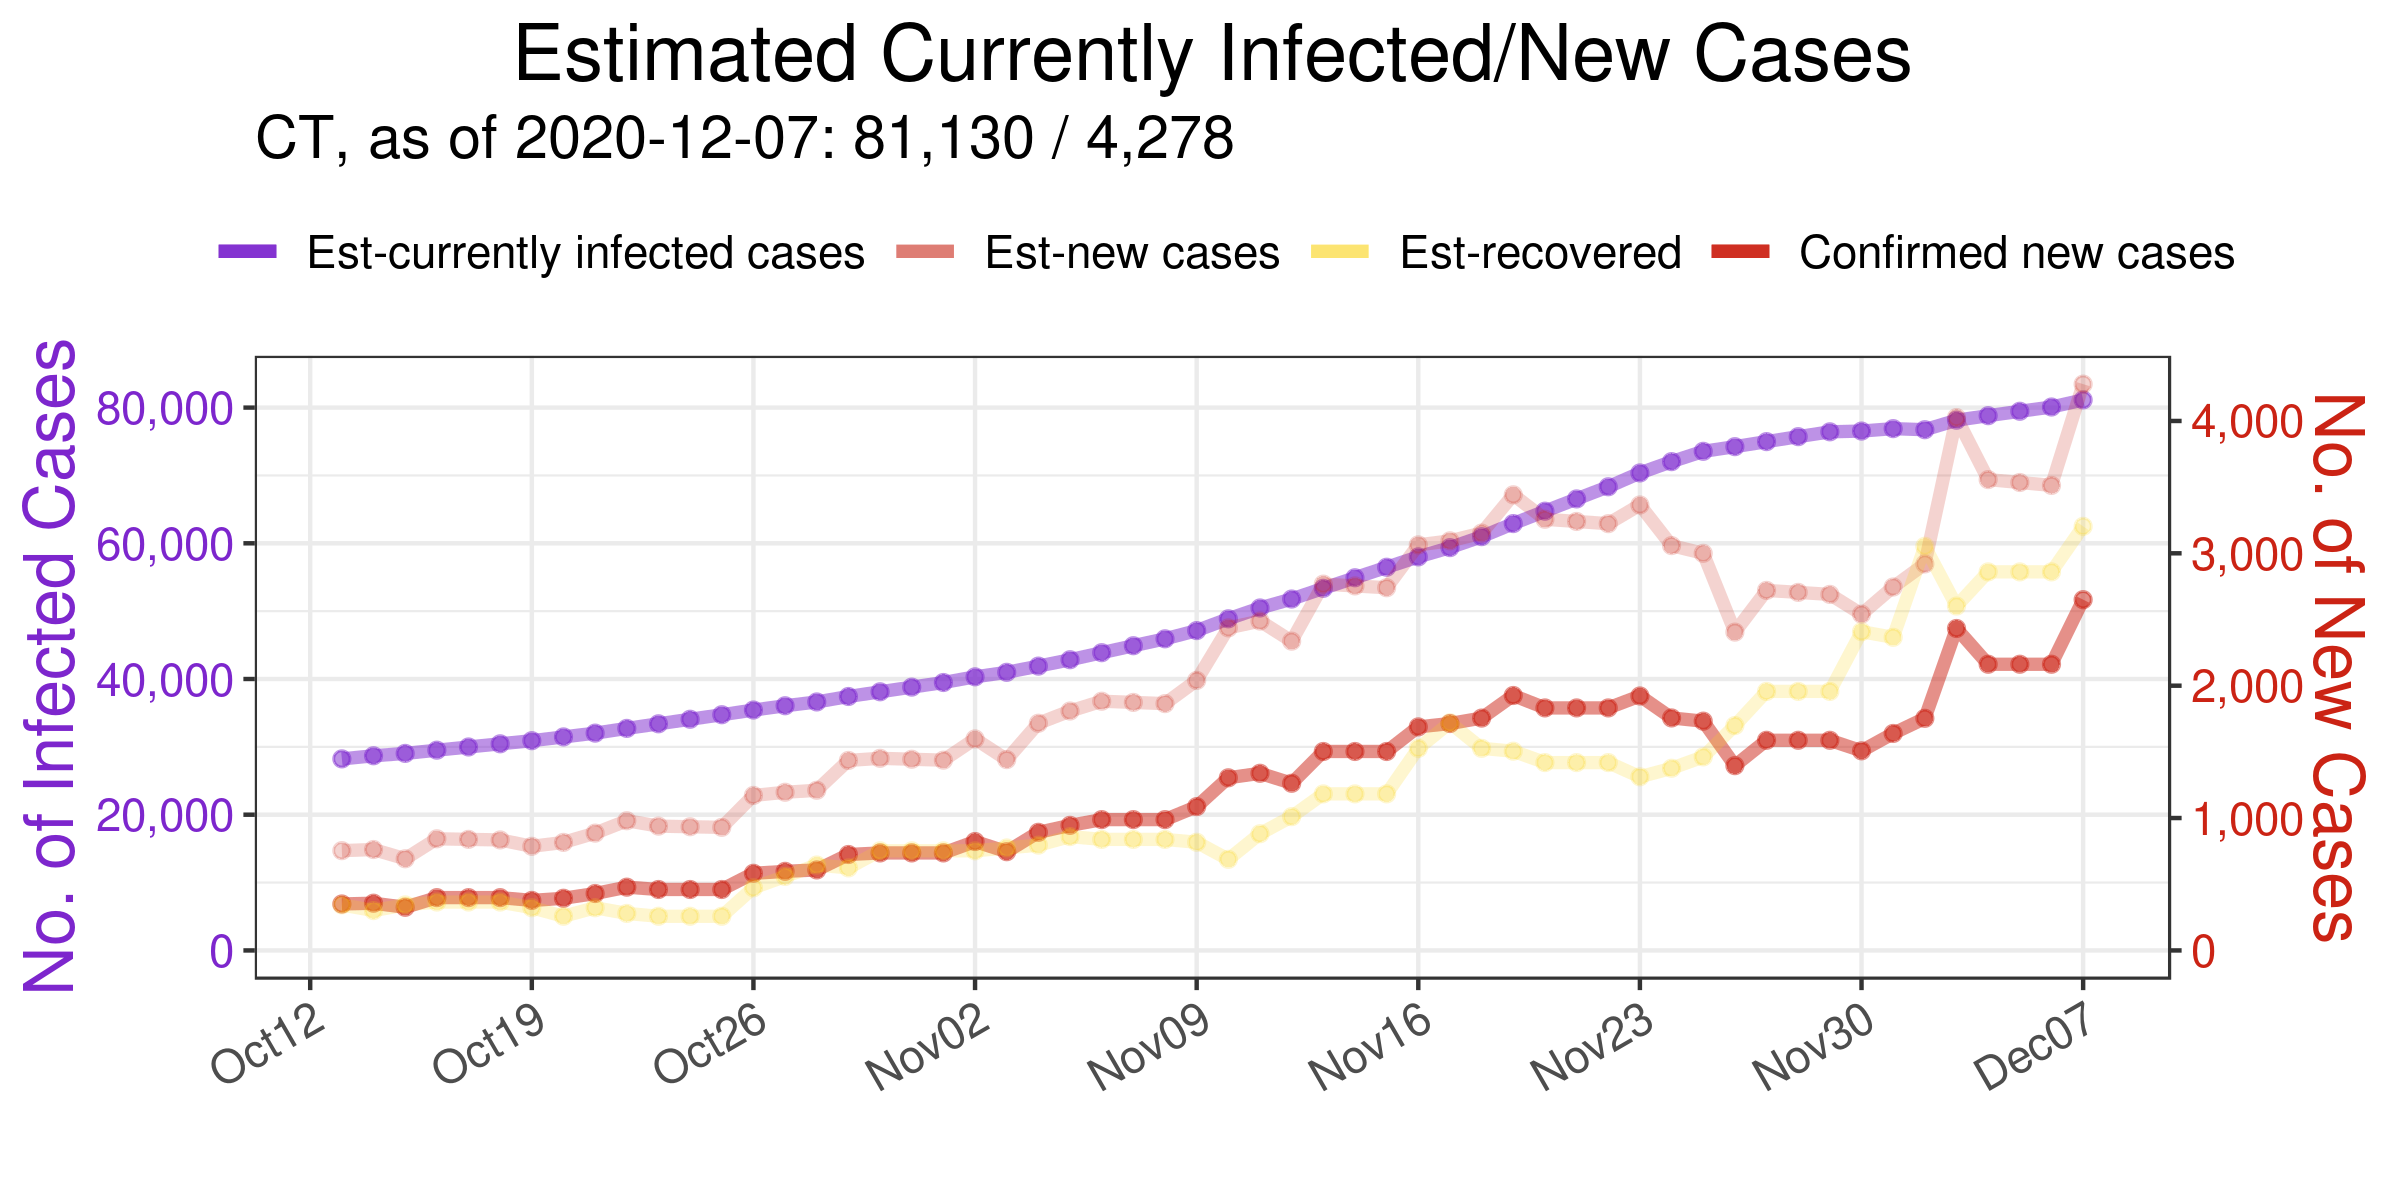 Estimated Currently Infected/New Cases
CT, as of 2020-12-07: 81,130 / 4,278
Est-currently infected cases Est-new cases Est-recovered Confirmed new cases
No. of Infected Cases
80,000
60,000
40,000
20,000
0
4,000
3,000
2,000
1,000
0
No. of New Cases
Oct12 Oct19 Oct26 Nov02 Nov09 Nov16 Nov23 Nov30 Dec07